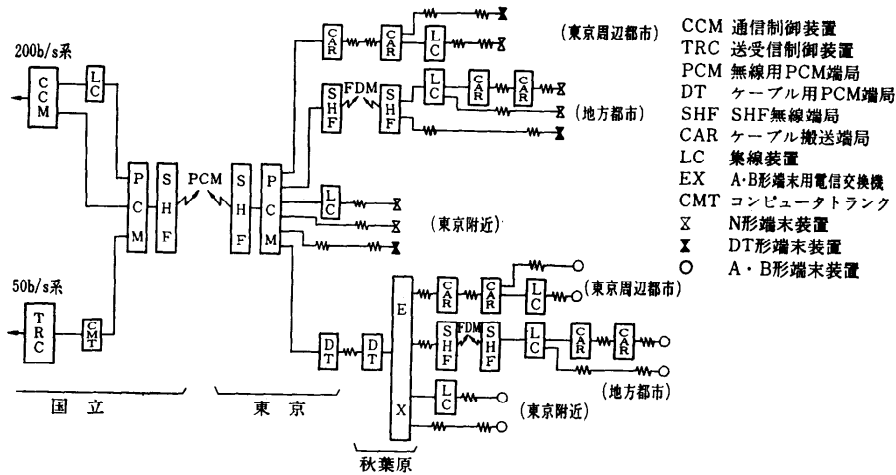 200b/s系
CCM
LC
PCM
SHF
PCM
SHF
PCM
50b/s系
TRC
CMT
国立
東京
CAR
CAR
LC
(東京周辺都市)
SHF
FDM
SHF
LC
CAR
CAR
(地方都市)
LC
(東京附近)
DT
DT
EX
秋葉原
CAR
CAR
LC
(東京周辺都市)
SHF
FDM
SHF
LC
CAR
CAR
(地方都市)
LC
(東京附近)
CCM 通信制御装置
TRC 送受信制御装置
PCM 無線用PCM端局
DT ケーブル用PCM端局
SHF SHF無線端局
CAR ケーブル搬送端局
LC 集線装置
EX A・B形端末用電信交換機
CMT コンピュータトランク
N形端末装置
DT形端末装置
A・B形端末装置